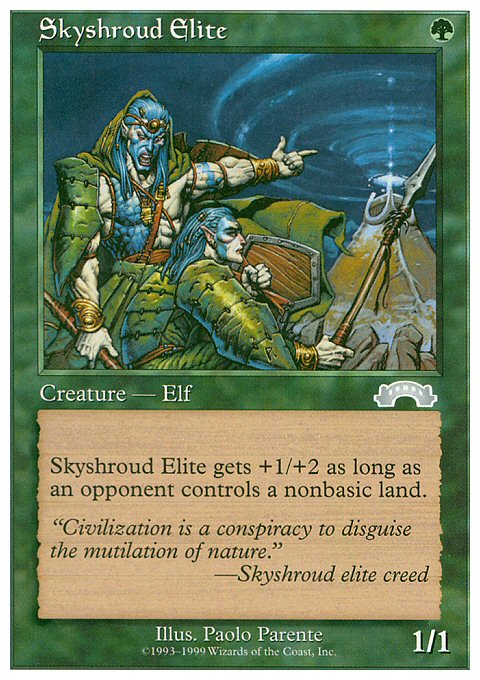 Skyshroud Elite
Creature — Elf
Skyshroud Elite gets +1/+2 as long as
an opponent controls a nonbasic land.
“Civilization is a conspiracy to disguise
the mutilation of nature.”
—Skyshroud elite creed
Illus. Paolo Parente
©1993–1999 Wizards of the Coast, Inc.
1/1